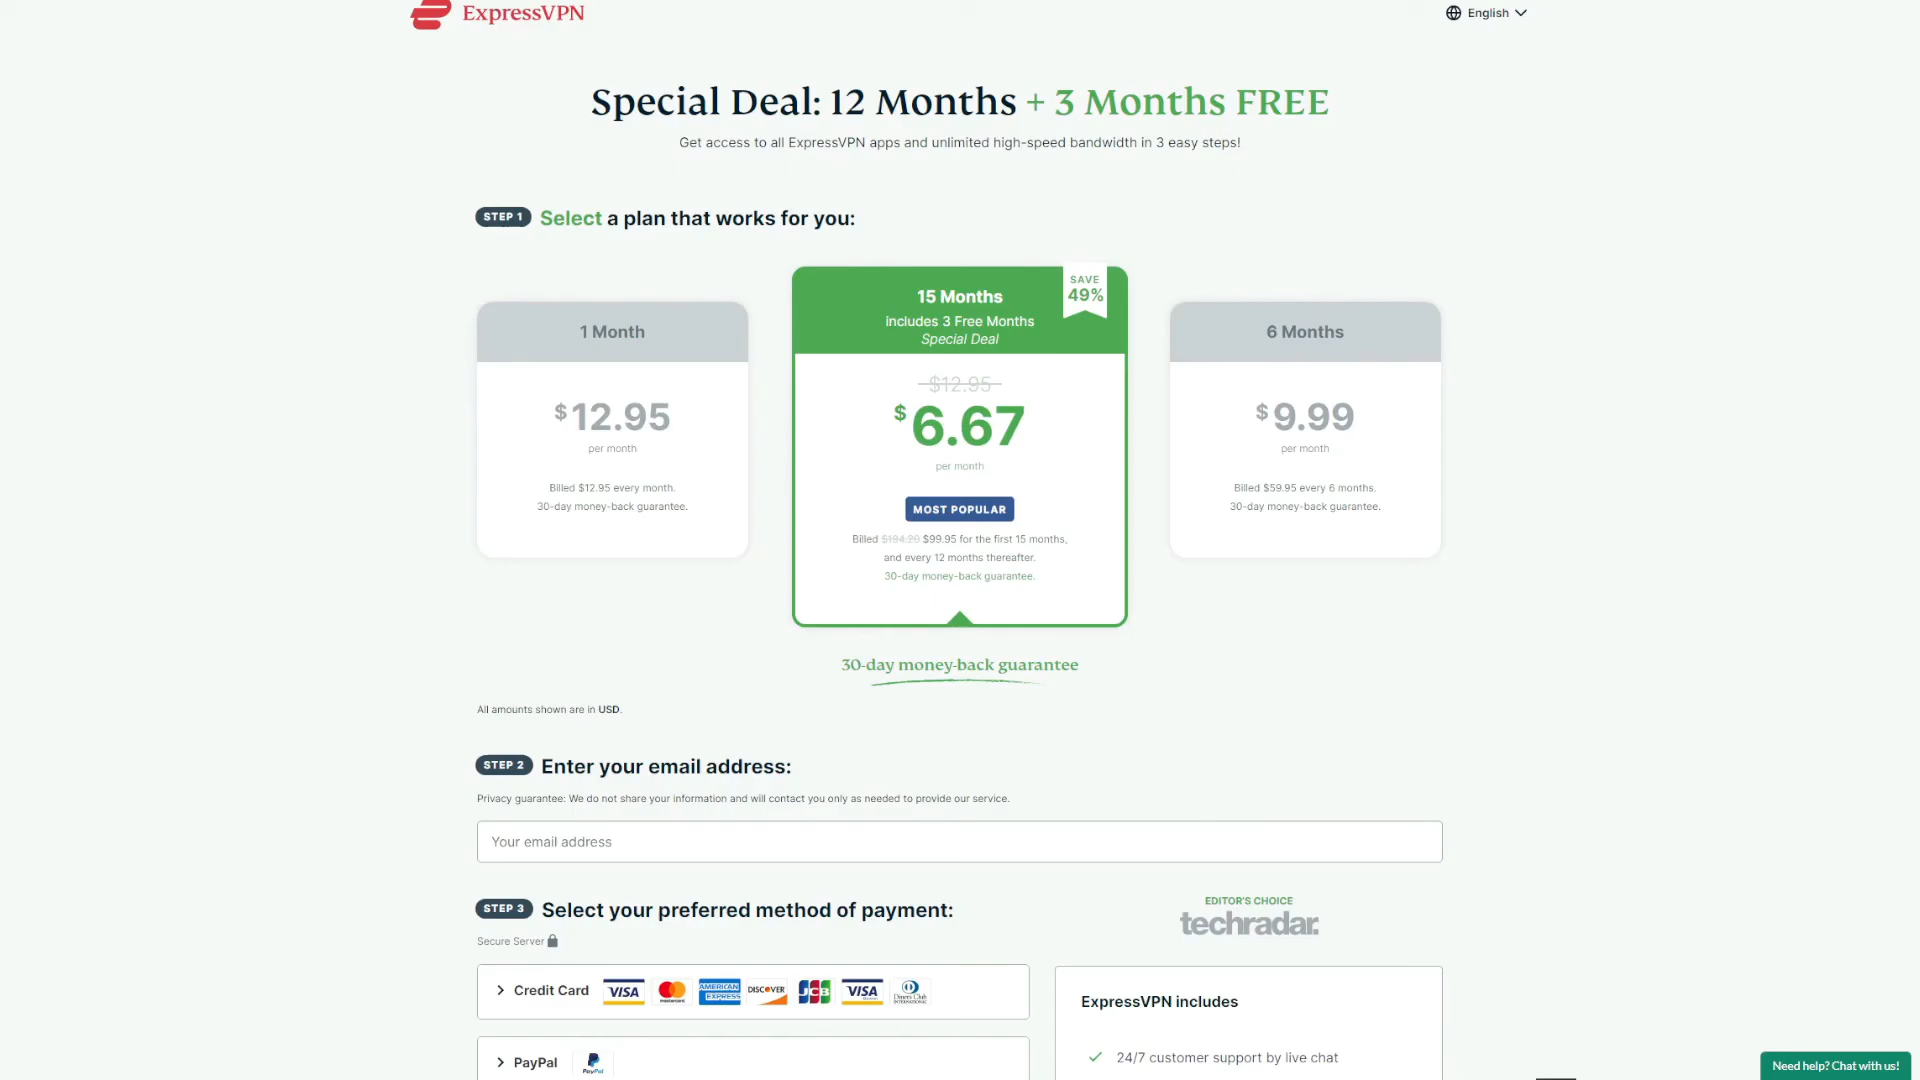 ExpressVPN
English
Special Deal: 12 Months + 3 Months FREE
Get access to all ExpressVPN apps and unlimited high-speed bandwidth in 3 easy steps!
STEP 1 Select a plan that works for you:
1 Month
$12.95
per month
Billed $12.95 every month.
30-day money-back guarantee.
SAVE
49%
15 Months
includes 3 Free Months
Special Deal
$12.95
$6.67
per month
MOST POPULAR
Billed $194.20 $99.95 for the first 15 months,
and every 12 months thereafter.
30-day money-back guarantee.
6 Months
$9.99
per month
Billed $59.95 every 6 months.
30-day money-back guarantee.
30-day money-back guarantee
All amounts shown are in USD.
STEP 2 Enter your email address:
Privacy guarantee: We do not share your information and will contact you only as needed to provide our service.
Your email address
STEP 3 Select your preferred method of payment:
Secure Server
Credit Card VISA mastercard AMERICAN EXPRESS DISCOVER JCB VISA Diners Club INTERNATIONAL
PayPal PayPal
EDITOR'S CHOICE
techradar.
ExpressVPN includes
24/7 customer support by live chat
Need help? Chat with us!